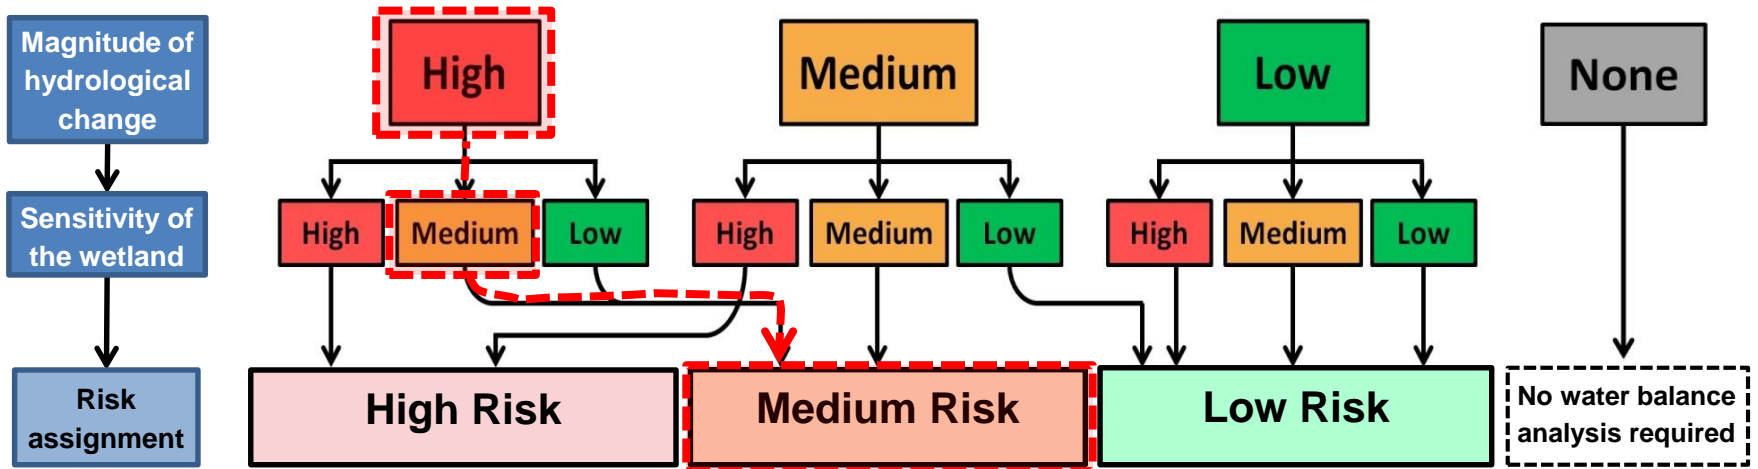 Magnitude of
hydrological
change
High
Medium
Low
None
Sensitivity of
the wetland
High
Medium
Low
High
Medium
Low
High
Medium
Low
Risk
assignment
High Risk
Medium Risk
Low Risk
No water balance
analysis required